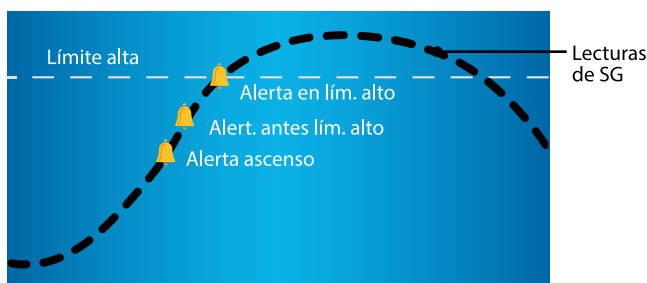 Límite alta
Lecturas
de SG
Alerta en lím. alto
Alert. antes lím. alto
Alerta ascenso